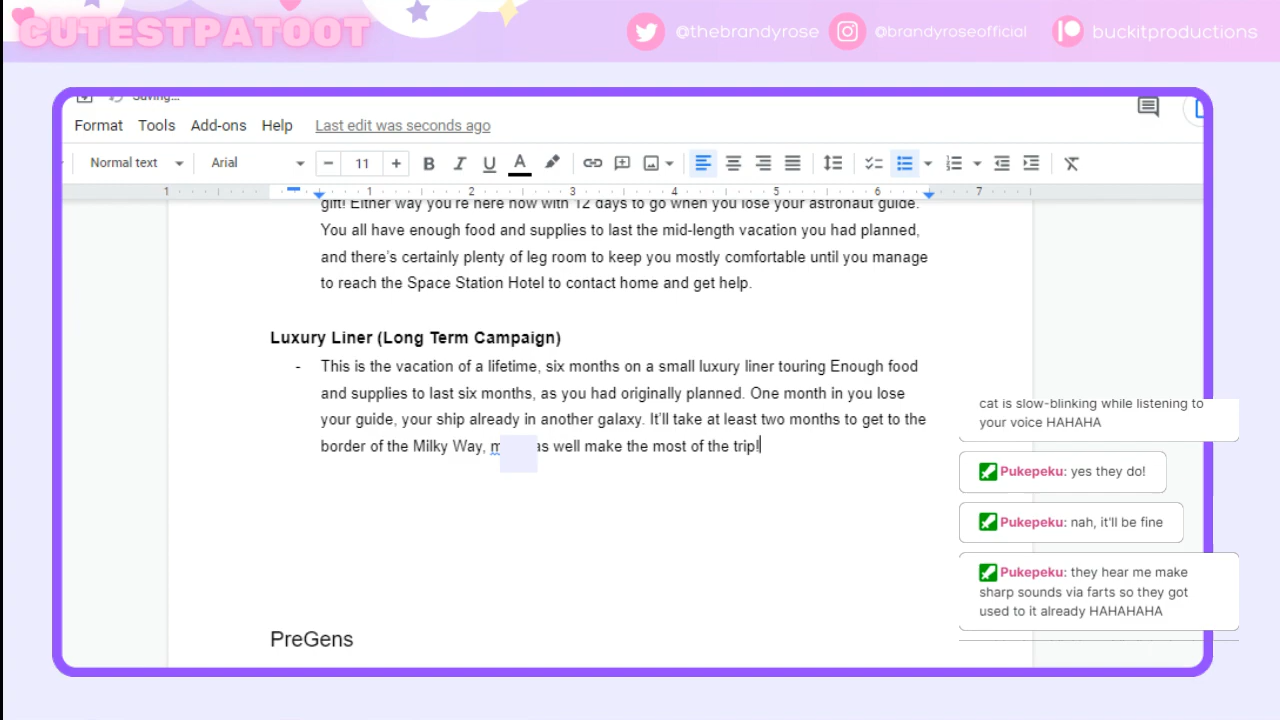 CUTESTPATOOT
@thebrandyrose @brandyroseofficial buckitproductions
Saving...
Format Tools Add-ons Help Last edit was seconds ago
Normal text Arial 11
1 1 2 3 4 5 6 7
gift! Either way you're here now with 12 days to go when you lose your astronaut guide.
You all have enough food and supplies to last the mid-length vacation you had planned,
and there's certainly plenty of leg room to keep you mostly comfortable until you manage
to reach the Space Station Hotel to contact home and get help.
Luxury Liner (Long Term Campaign)
- This is the vacation of a lifetime, six months on a small luxury liner touring Enough food
and supplies to last six months, as you had originally planned. One month in you lose
your guide, your ship already in another galaxy. It'll take at least two months to get to the
border of the Milky Way, as well make the most of the trip!
PreGens
cat is slow-blinking while listening to
your voice HAHAHA
Pukepeku: yes they do!
Pukepeku: nah, it'll be fine
Pukepeku: they hear me make
sharp sounds via farts so they got
used to it already HAHAHAHA